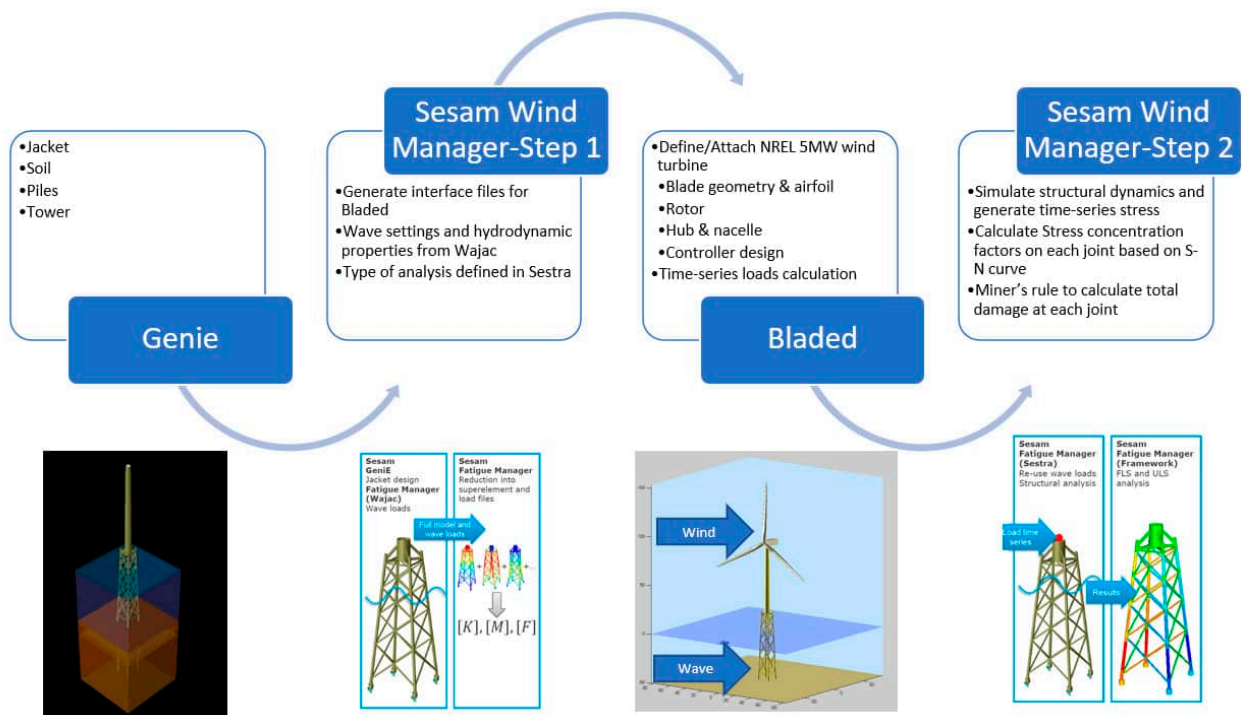 •Jacket
•Soil
•Piles
•Tower
Genie
Sesam Wind
Manager-Step 1
•Generate interface files for
Bladed
•Wave settings and hydrodynamic
properties from Wajac
•Type of analysis defined in Sestra
•Define/Attach NREL 5MW wind
turbine
•Blade geometry & airfoil
•Rotor
•Hub & nacelle
•Controller design
•Time-series loads calculation
Bladed
Sesam Wind
Manager-Step 2
•Simulate structural dynamics and
generate time-series stress
•Calculate Stress concentration
factors on each joint based on S-
N curve
•Miner's rule to calculate total
damage at each joint
Sesam
GeniE
Jacket design
Fatigue Manager
(Wajac)
Wave loads
Sesam
Fatigue Manager
Reduction into
superelement and
load files
Full model and
wave loads
+ + ...
[K], [M], [F]
Wind
Wave
Sesam
Fatigue Manager
(Sestra)
Re-use wave loads
Structural analysis
Sesam
Fatigue Manager
(Framework)
FLS and ULS
analysis
Load time
series
Results